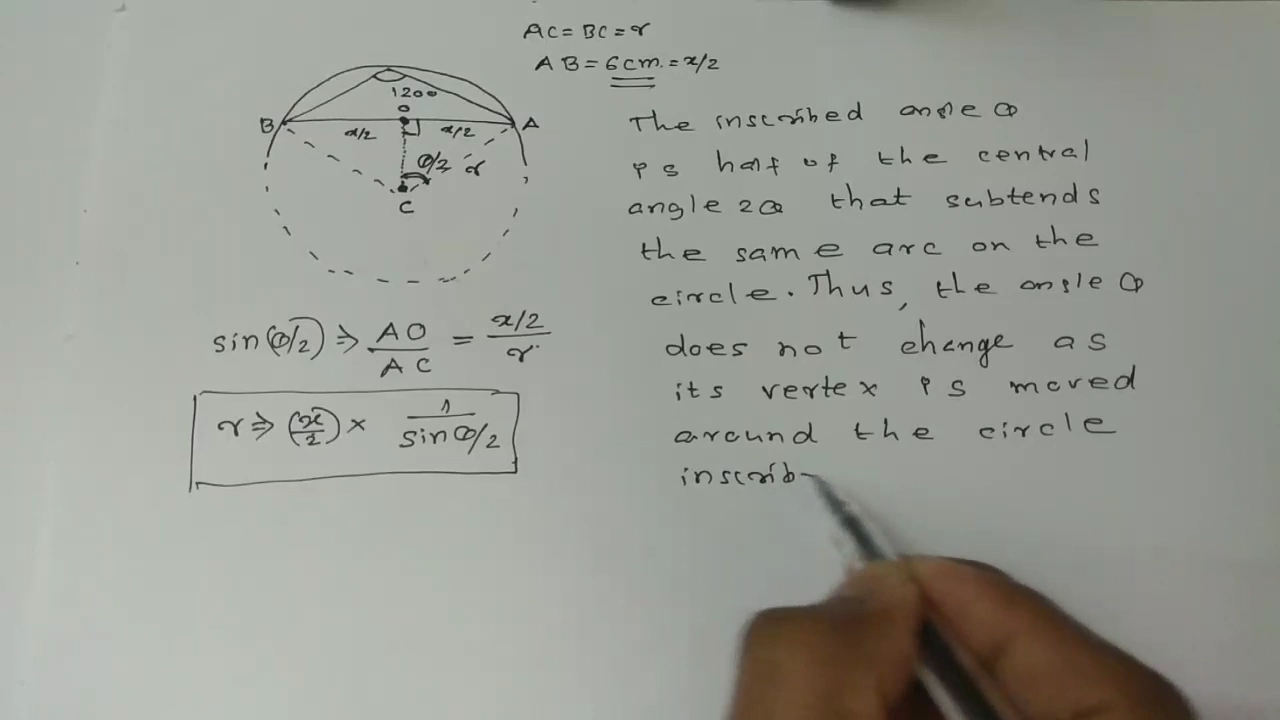 AC = BC = r
AB = 6cm. = x/2
120°
O
B
A
x/2
x/2
Φ/2
r
C
The inscribed angle Φ
is half of the central
angle 2Φ that subtends
the same arc on the
circle. Thus, the angle Φ
does not change as
its vertex is moved
around the circle
inscrib
sin(Φ/2) ⇒ AO/AC = x/2/r
r ⇒ (x/2) × 1/sinΦ/2